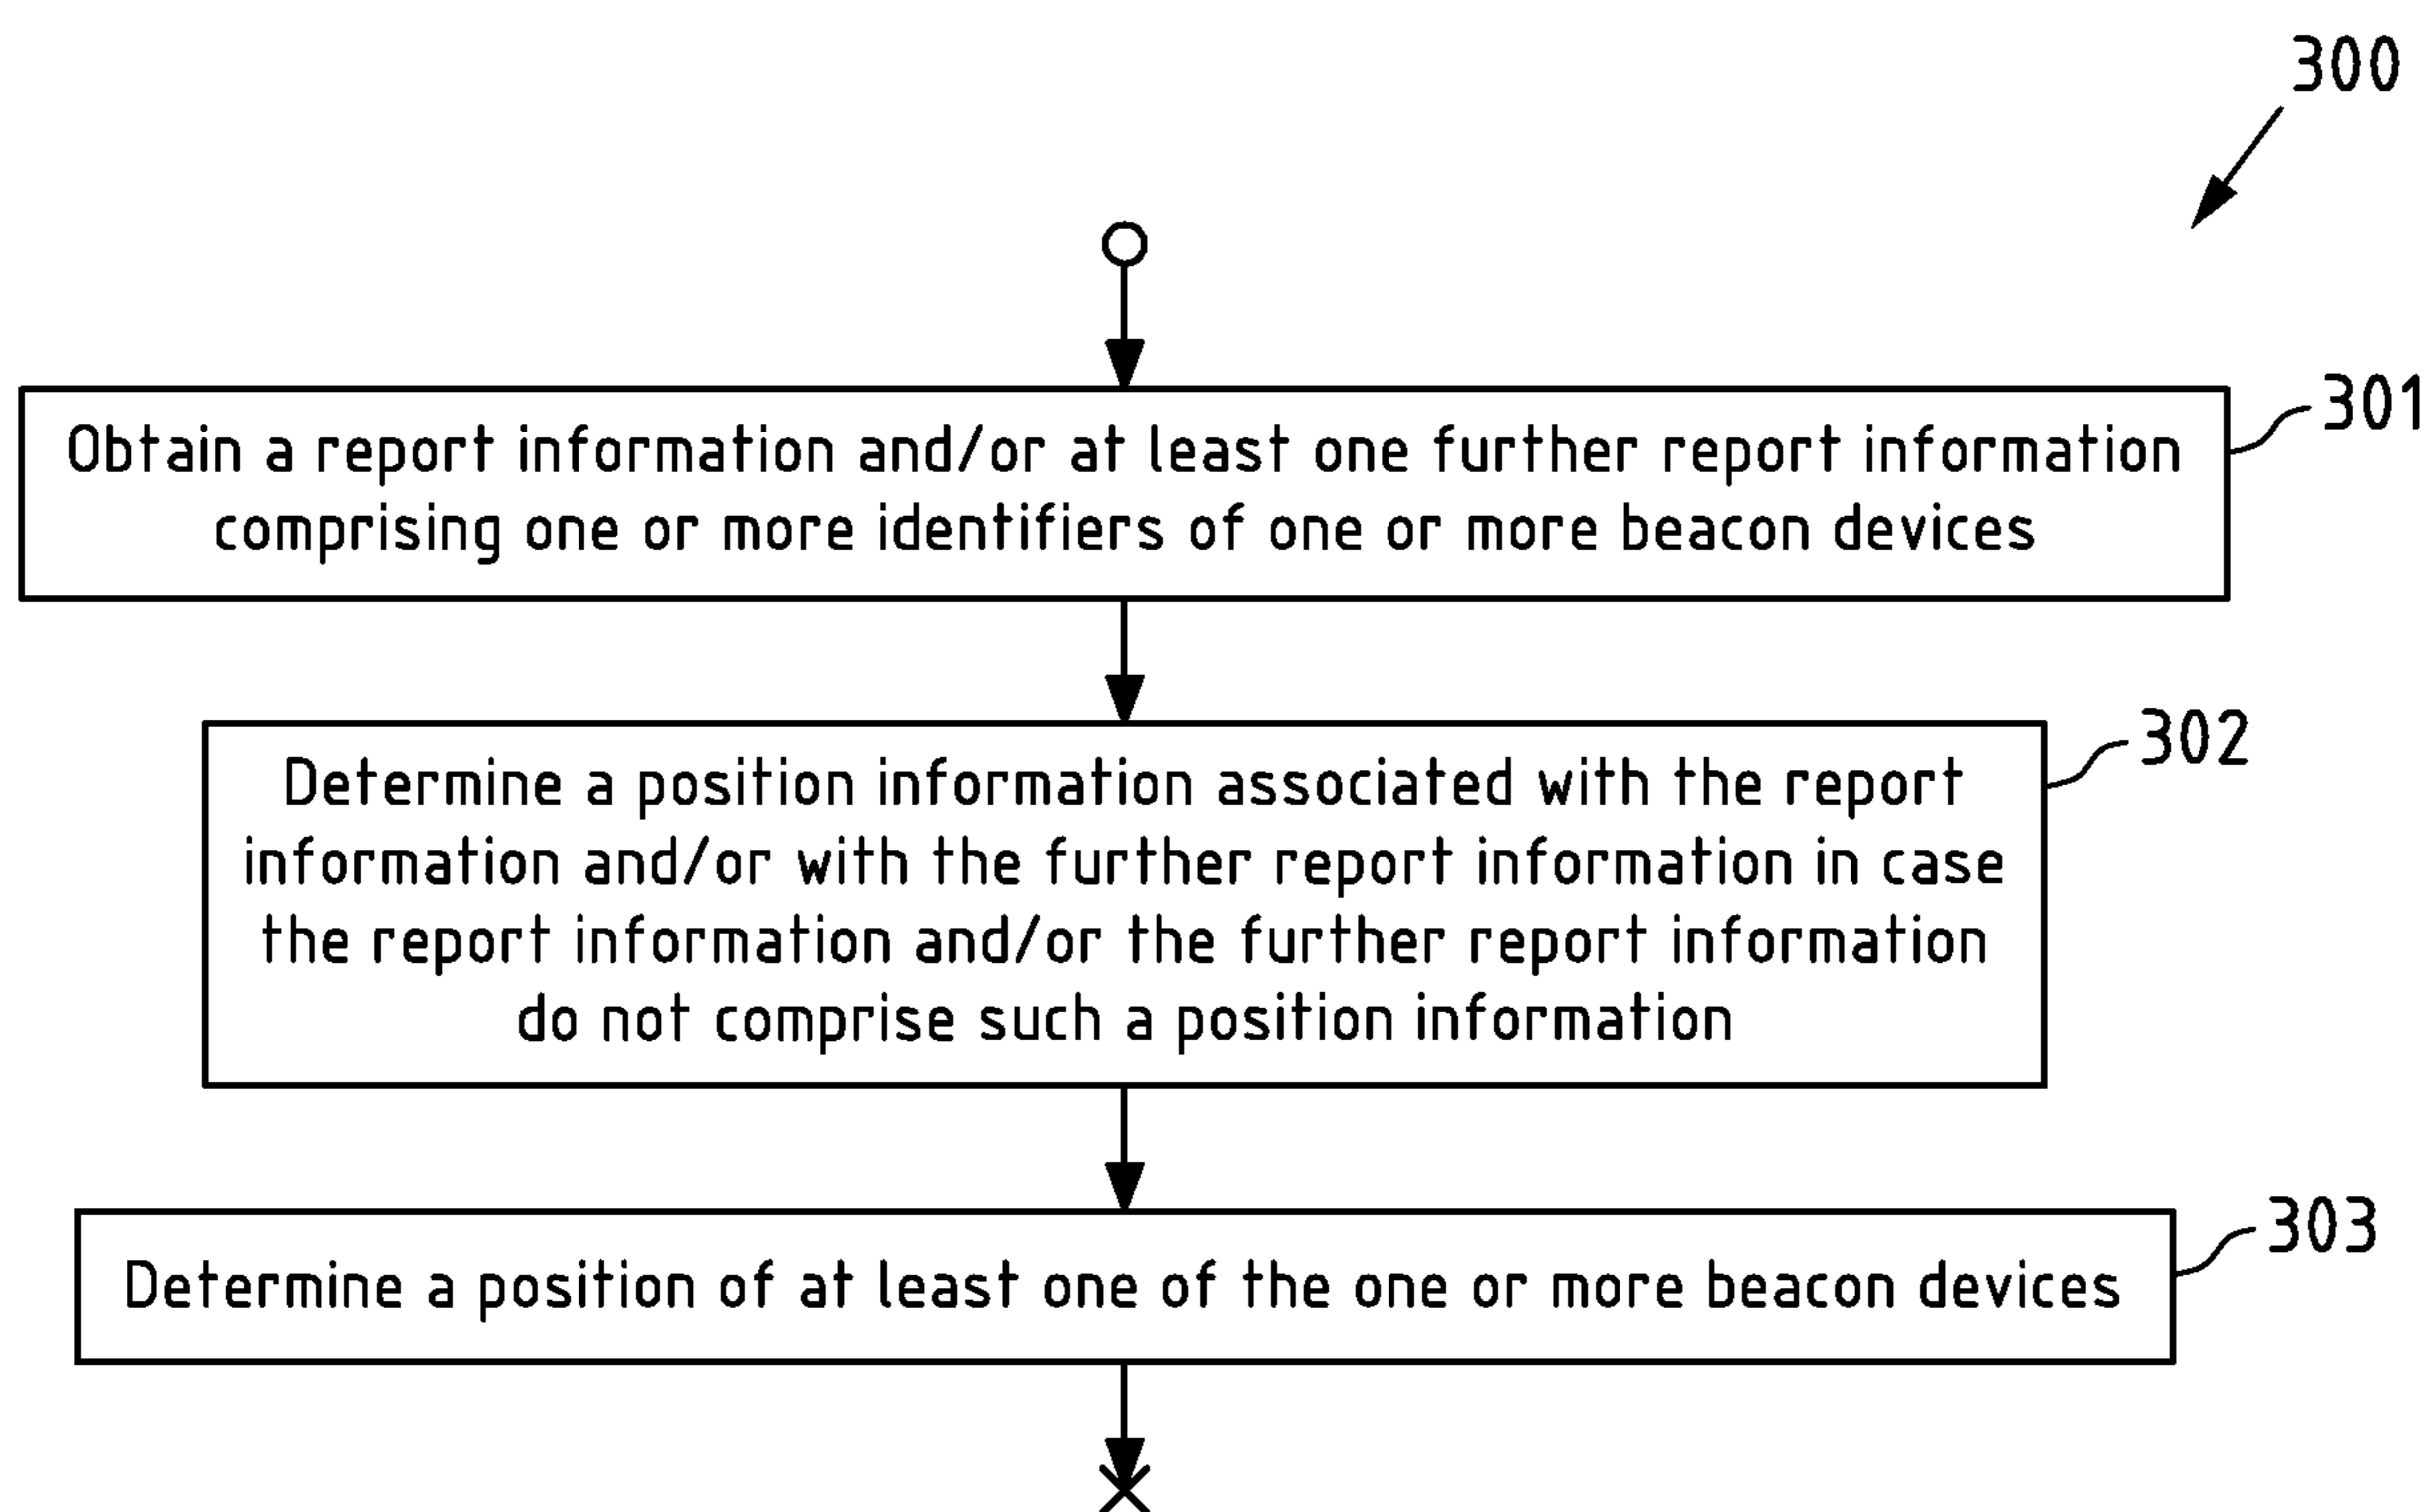 300
301
Obtain a report information and/or at least one further report information
comprising one or more identifiers of one or more beacon devices
302
Determine a position information associated with the report
information and/or with the further report information in case
the report information and/or the further report information
do not comprise such a position information
303
Determine a position of at least one of the one or more beacon devices